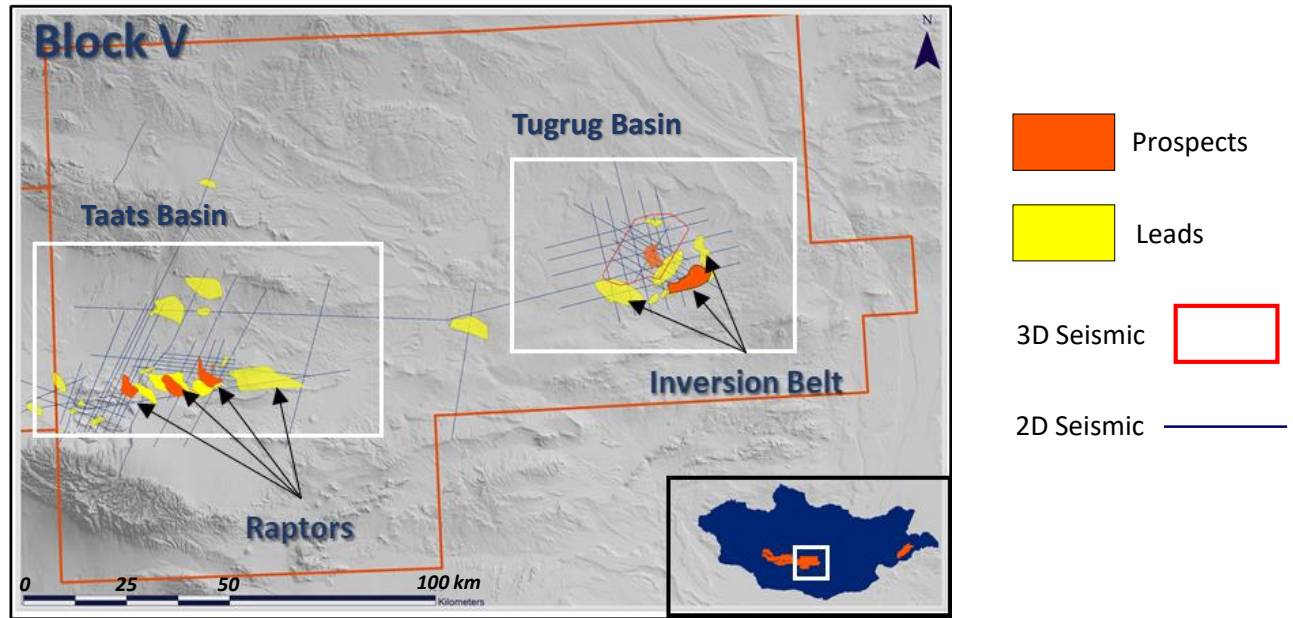 Block V
N
Tugrug Basin
Taats Basin
Inversion Belt
Raptors
0 25 50 100 km
Kilometers
Prospects
Leads
3D Seismic
2D Seismic